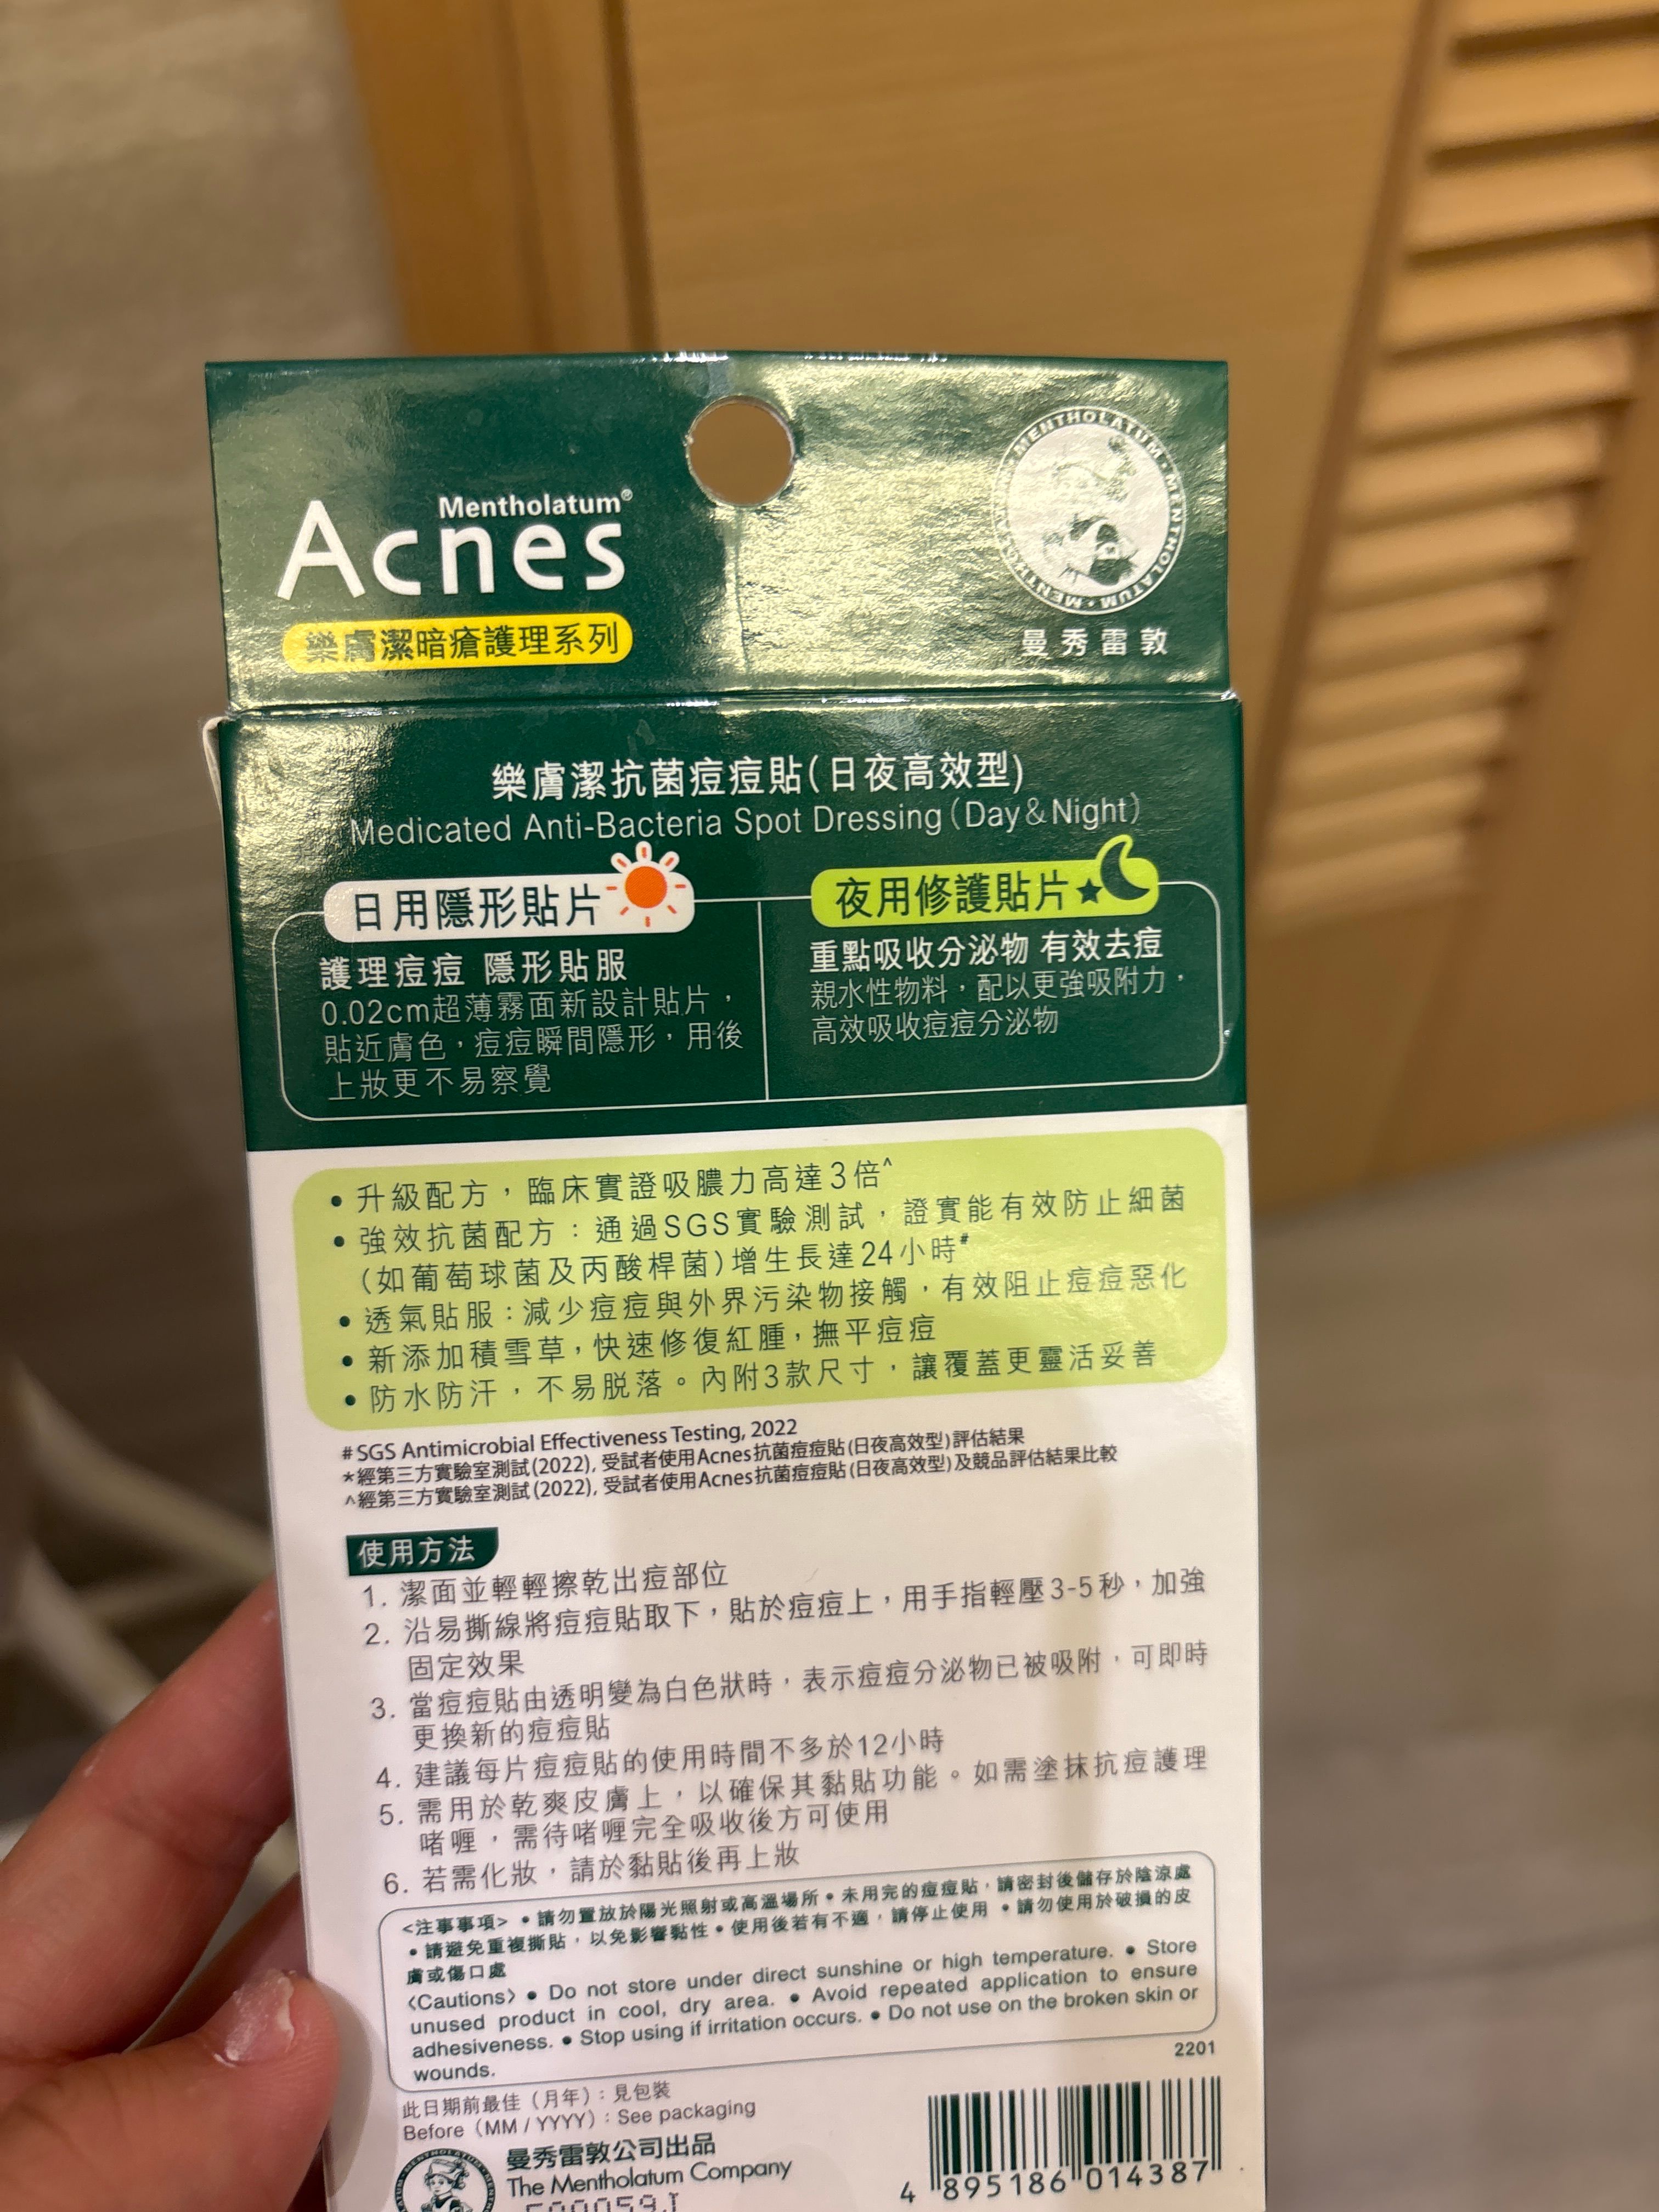 Mentholatum®
Acnes
樂膚潔暗瘡護理系列
MENTHOLATUM · MENTHOLATUM · MENTHOLATUM
曼秀雷敦
樂膚潔抗菌痘痘貼(日夜高效型)
Medicated Anti-Bacteria Spot Dressing (Day & Night)
日用隱形貼片
護理痘痘 隱形貼服
0.02cm超薄霧面新設計貼片，
貼近膚色，痘痘瞬間隱形，用後
上妝更不易察覺
夜用修護貼片
重點吸收分泌物 有效去痘
親水性物料，配以更強吸附力，
高效吸收痘痘分泌物
• 升級配方，臨床實證吸膿力高達3倍^
• 強效抗菌配方：通過SGS實驗測試，證實能有效防止細菌
(如葡萄球菌及丙酸桿菌)增生長達24小時#
• 透氣貼服：減少痘痘與外界污染物接觸，有效阻止痘痘惡化
• 新添加積雪草，快速修復紅腫，撫平痘痘
• 防水防汗，不易脱落。內附3款尺寸，讓覆蓋更靈活妥善
# SGS Antimicrobial Effectiveness Testing, 2022
*經第三方實驗室測試(2022), 受試者使用Acnes抗菌痘痘貼(日夜高效型)評估結果
^經第三方實驗室測試(2022), 受試者使用Acnes抗菌痘痘貼(日夜高效型)及競品評估結果比較
使用方法
1. 潔面並輕輕擦乾出痘部位
2. 沿易撕線將痘痘貼取下，貼於痘痘上，用手指輕壓3-5秒，加強
固定效果
3. 當痘痘貼由透明變為白色狀時，表示痘痘分泌物已被吸附，可即時
更換新的痘痘貼
4. 建議每片痘痘貼的使用時間不多於12小時
5. 需用於乾爽皮膚上，以確保其黏貼功能。如需塗抹抗痘護理
啫喱，需待啫喱完全吸收後方可使用
6. 若需化妝，請於黏貼後再上妝
<注事事項> • 請勿置放於陽光照射或高溫場所 • 未用完的痘痘貼，請密封後儲存於陰涼處
• 請避免重複撕貼，以免影響黏性 • 使用後若有不適，請停止使用 • 請勿使用於破損的皮
膚或傷口處
<Cautions> • Do not store under direct sunshine or high temperature. • Store
unused product in cool, dry area. • Avoid repeated application to ensure
adhesiveness. • Stop using if irritation occurs. • Do not use on the broken skin or
wounds.
2201
此日期前最佳（月年）：見包裝
Before（MM / YYYY）: See packaging
曼秀雷敦公司出品
The Mentholatum Company
4 895186 014387